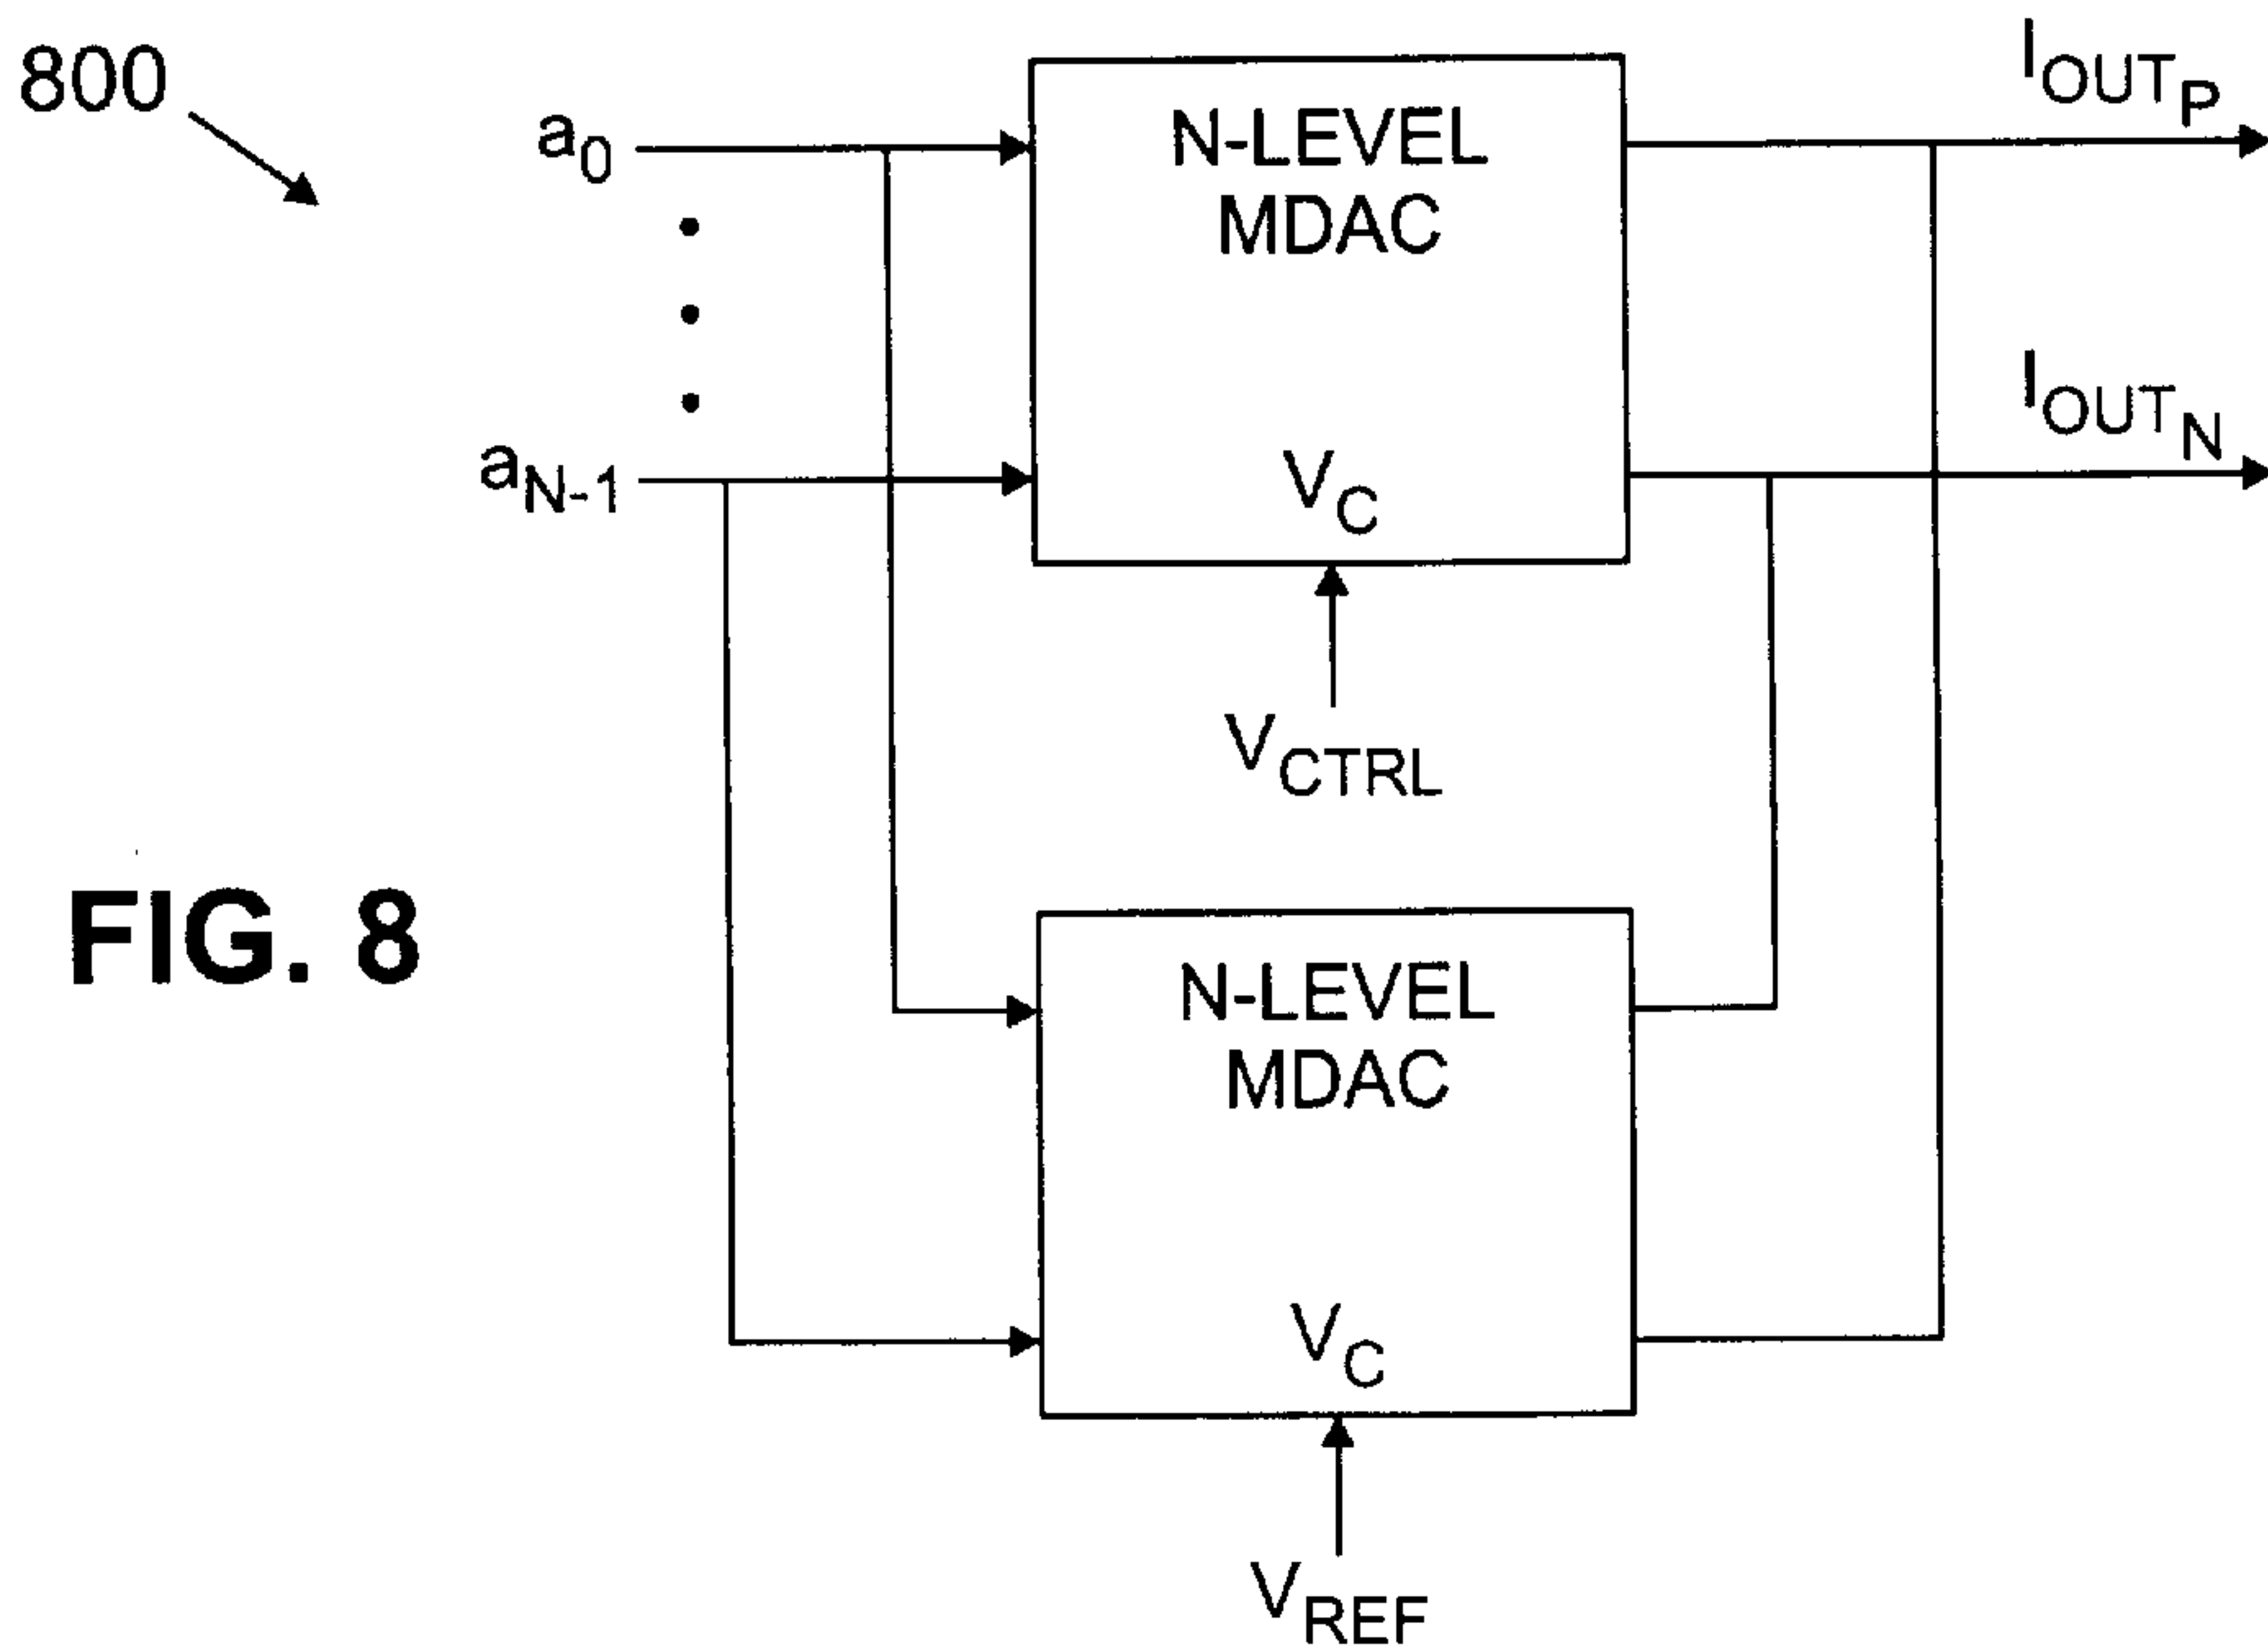 800
a0
aN-1
N-LEVEL
MDAC
VC
VCTRL
IOUTP
IOUTN
FIG. 8
N-LEVEL
MDAC
VC
VREF